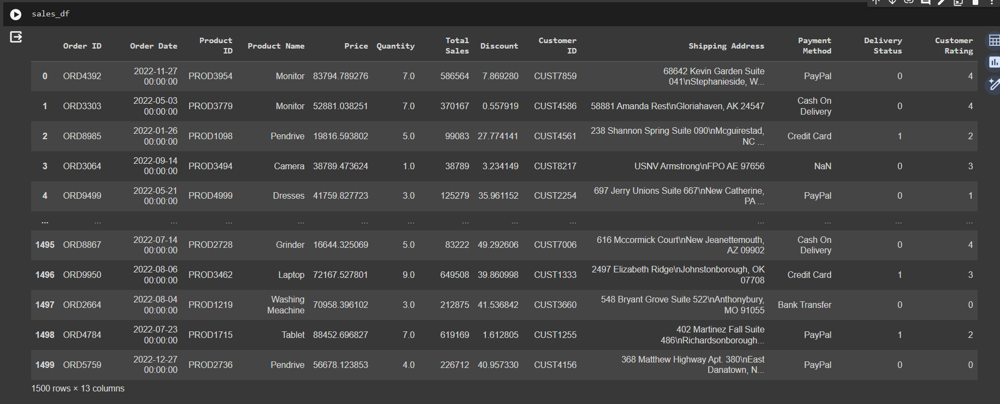 sales_df
Order ID Order Date Product ID Product Name Price Quantity Total Sales Discount Customer ID Shipping Address Payment Method Delivery Status Customer Rating
0 ORD4392 2022-11-27 00:00:00 PROD3954 Monitor 83794.789276 7.0 586564 7.869280 CUST7859 68642 Kevin Garden Suite 041\nStephanieside, W... PayPal 0 4
1 ORD3303 2022-05-03 00:00:00 PROD3779 Monitor 52881.038251 7.0 370167 0.557919 CUST4586 58881 Amanda Rest\nGloriahaven, AK 24547 Cash On Delivery 0 4
2 ORD8985 2022-01-26 00:00:00 PROD1098 Pendrive 19816.593802 5.0 99083 27.774141 CUST4561 238 Shannon Spring Suite 090\nMcguirestad, NC ... Credit Card 1 2
3 ORD3064 2022-09-14 00:00:00 PROD3494 Camera 38789.473624 1.0 38789 3.234149 CUST8217 USNV Armstrong\nFPO AE 97656 NaN 0 3
4 ORD9499 2022-05-21 00:00:00 PROD4999 Dresses 41759.827723 3.0 125279 35.961152 CUST2254 697 Jerry Unions Suite 667\nNew Catherine, PA ... PayPal 0 1
... ... ... ... ... ... ... ... ... ... ... ... ... ...
1495 ORD8867 2022-07-14 00:00:00 PROD2728 Grinder 16644.325069 5.0 83222 49.292606 CUST7006 616 Mccormick Court\nNew Jeanettemouth, AZ 09902 Cash On Delivery 0 4
1496 ORD9950 2022-08-06 00:00:00 PROD3462 Laptop 72167.527801 9.0 649508 39.860998 CUST1333 2497 Elizabeth Ridge\nJohnstonborough, OK 07708 Credit Card 1 3
1497 ORD2664 2022-08-04 00:00:00 PROD1219 Washing Meachine 70958.396102 3.0 212875 41.536842 CUST3660 548 Bryant Grove Suite 522\nAnthonybury, MO 91055 Bank Transfer 0 0
1498 ORD4784 2022-07-23 00:00:00 PROD1715 Tablet 88452.696827 7.0 619169 1.612805 CUST1255 402 Martinez Fall Suite 486\nRichardsonborough... PayPal 1 2
1499 ORD5759 2022-12-27 00:00:00 PROD2736 Pendrive 56678.123853 4.0 226712 40.957330 CUST4156 368 Matthew Highway Apt. 380\nEast Danatown, N... PayPal 0 0
1500 rows × 13 columns